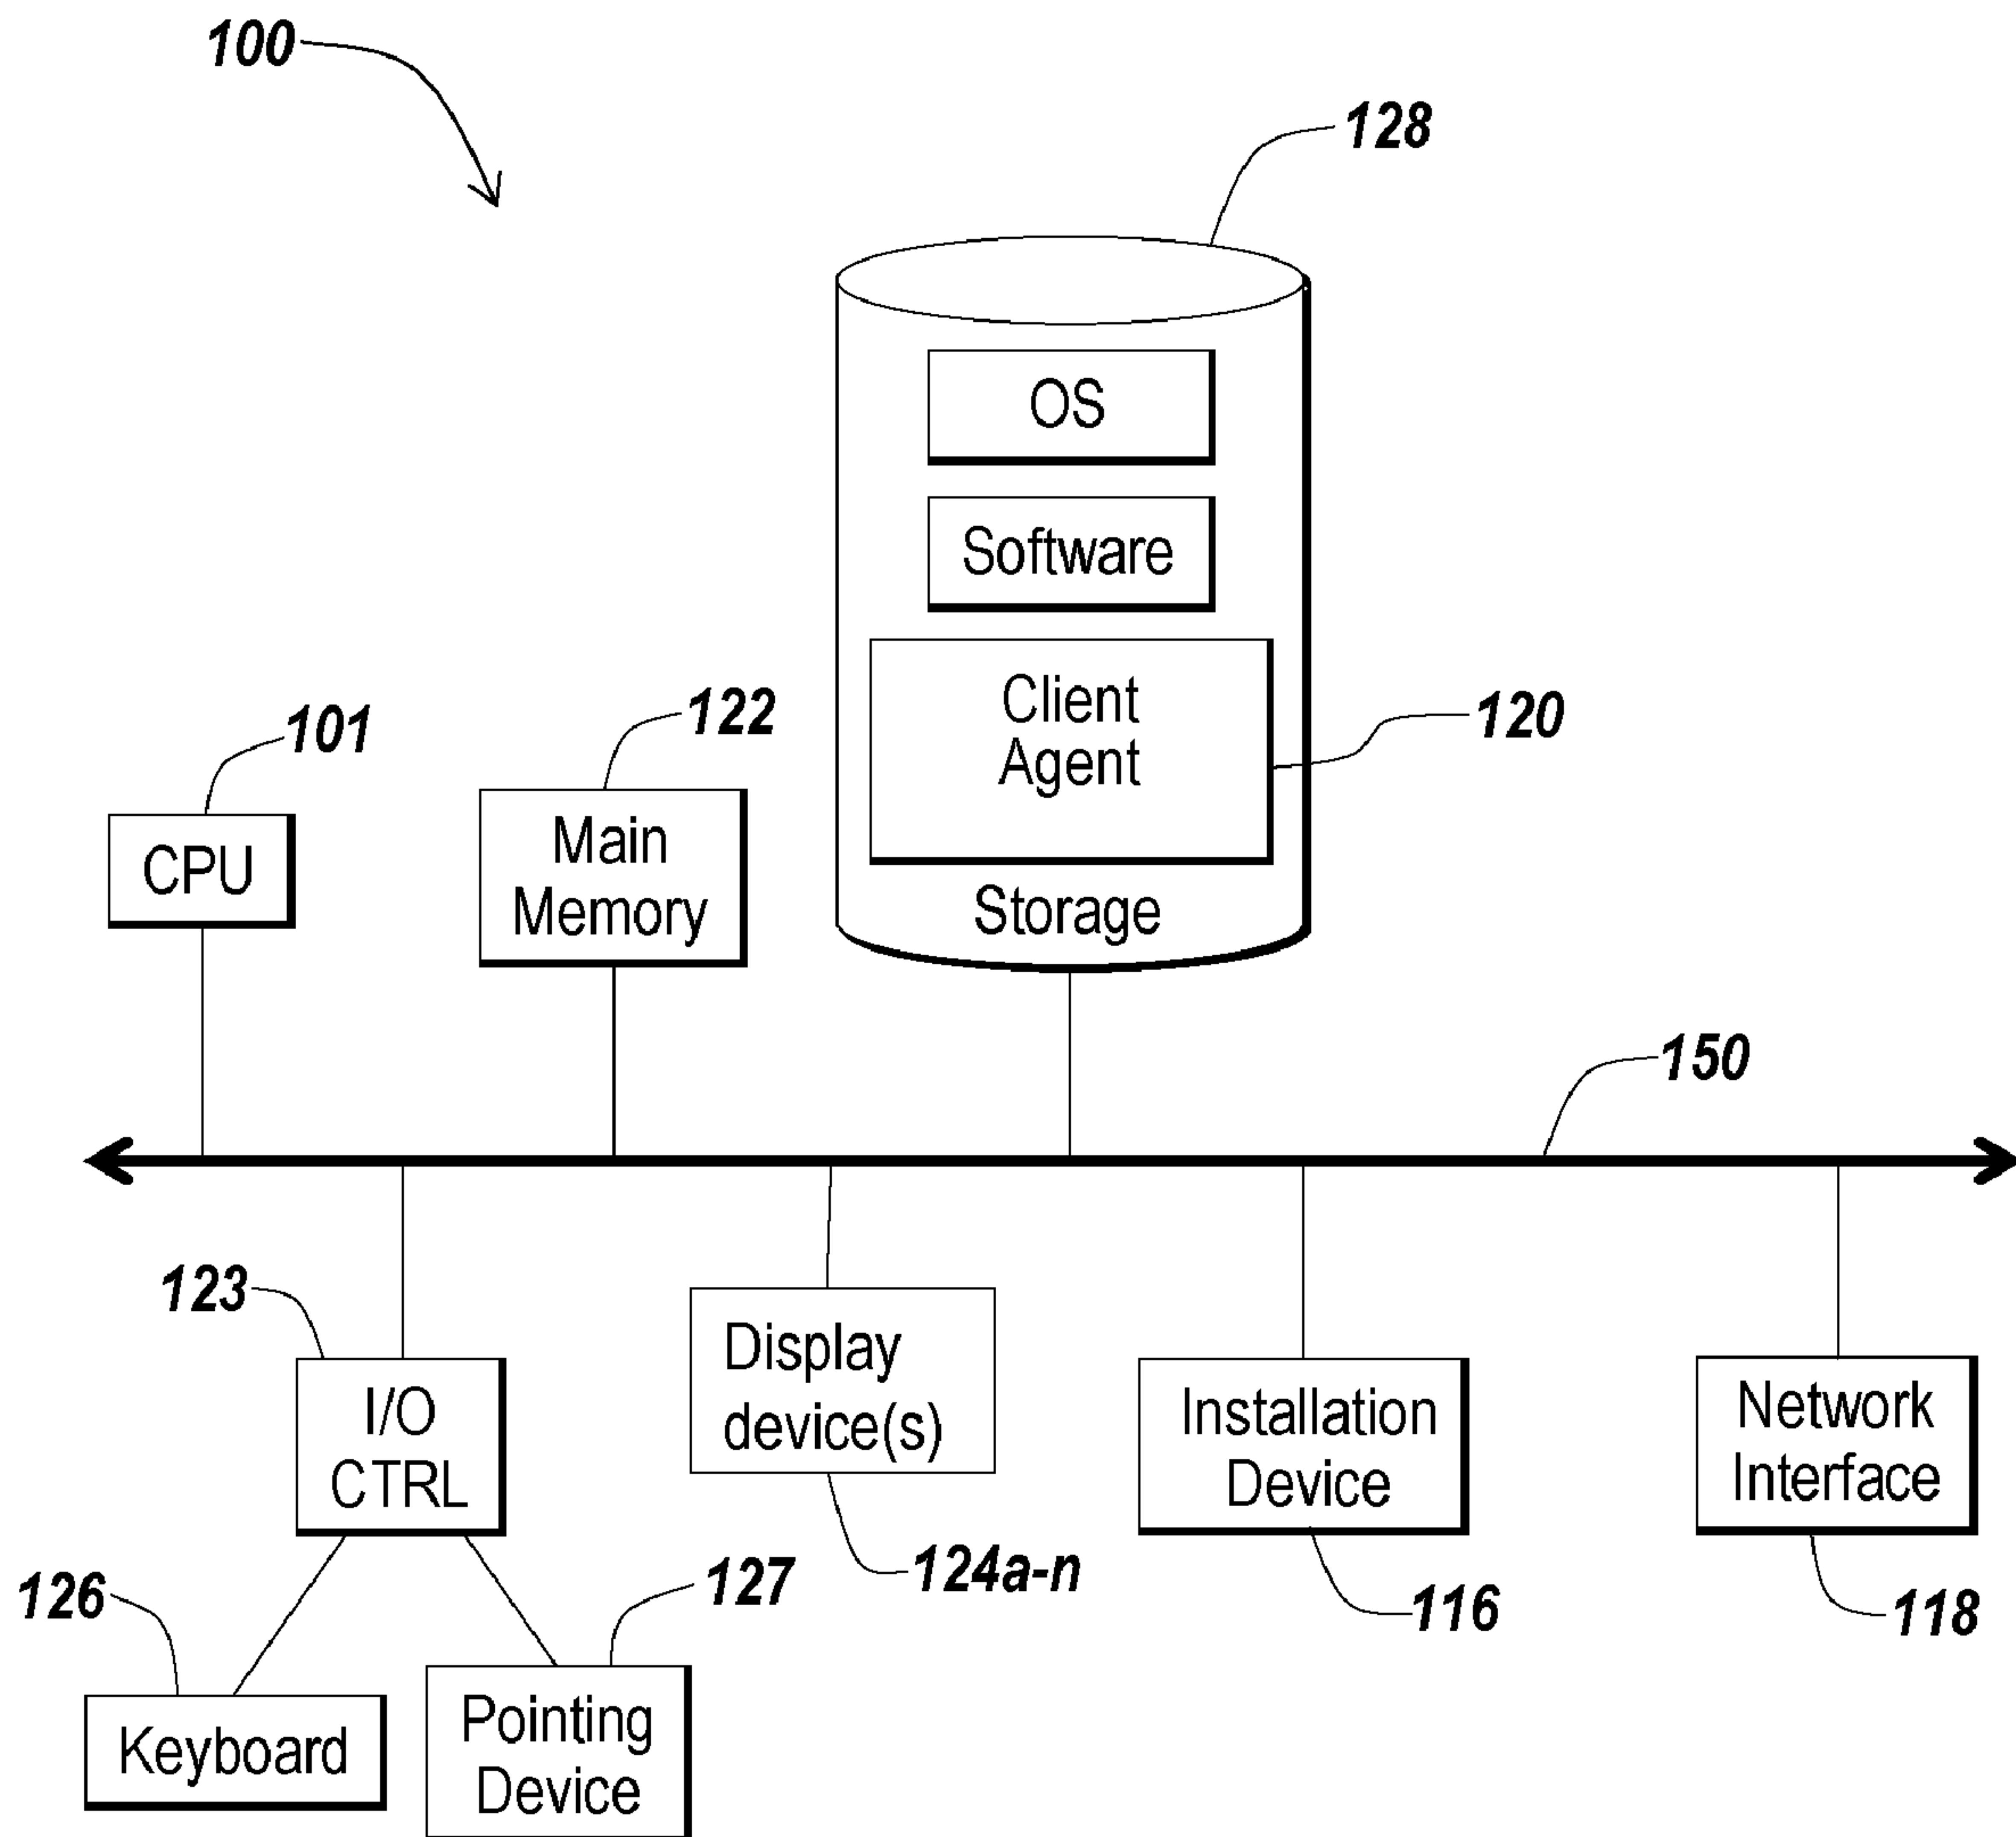 100
128
OS
Software
Client
Agent
120
Storage
101
CPU
122
Main
Memory
150
123
I/O
CTRL
Display
device(s)
124a-n
Installation
Device
116
Network
Interface
118
126
Keyboard
127
Pointing
Device